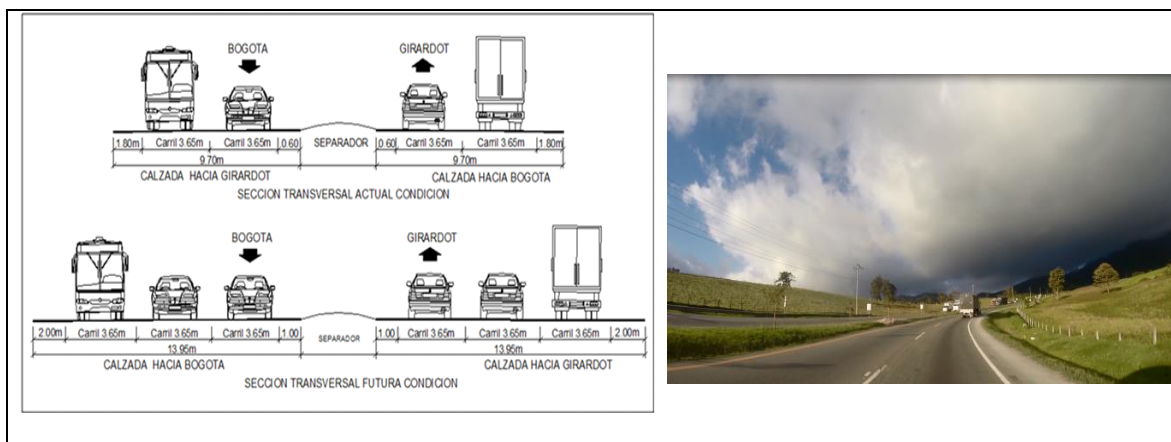 BOGOTA GIRARDOT
1.80m Carril 3.65m Carril 3.65m 0.60 SEPARADOR 0.60 Carril 3.65m Carril 3.65m 1.80m
9.70m 9.70m
CALZADA HACIA GIRARDOT CALZADA HACIA BOGOTA
SECCION TRANSVERSAL ACTUAL CONDICION
BOGOTA GIRARDOT
2.00m Carril 3.65m Carril 3.65m Carril 3.65m 1.00 SEPARADOR 1.00 Carril 3.65m Carril 3.65m Carril 3.65m 2.00m
13.95m 13.95m
CALZADA HACIA BOGOTA CALZADA HACIA GIRARDOT
SECCION TRANSVERSAL FUTURA CONDICION